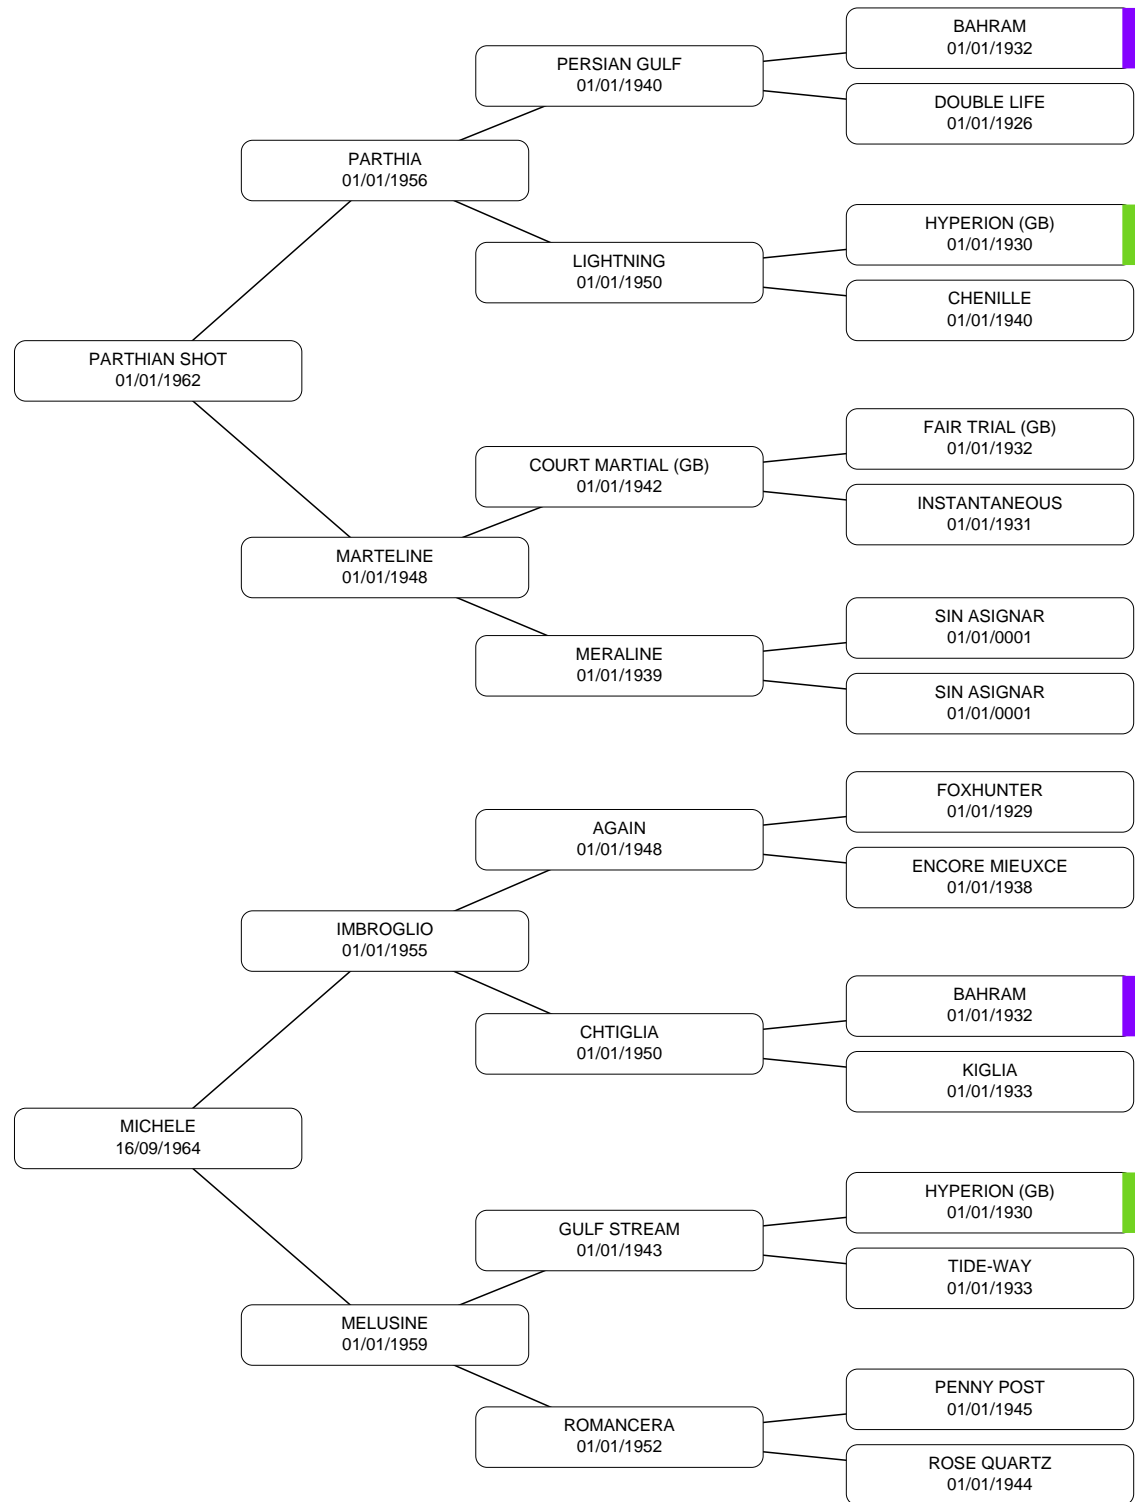 BAHRAM
01/01/1932
PERSIAN GULF
01/01/1940
DOUBLE LIFE
01/01/1926
PARTHIA
01/01/1956
HYPERION (GB)
01/01/1930
LIGHTNING
01/01/1950
CHENILLE
01/01/1940
PARTHIAN SHOT
01/01/1962
FAIR TRIAL (GB)
01/01/1932
COURT MARTIAL (GB)
01/01/1942
INSTANTANEOUS
01/01/1931
MARTELINE
01/01/1948
SIN ASIGNAR
01/01/0001
MERALINE
01/01/1939
SIN ASIGNAR
01/01/0001
FOXHUNTER
01/01/1929
AGAIN
01/01/1948
ENCORE MIEUXCE
01/01/1938
IMBROGLIO
01/01/1955
BAHRAM
01/01/1932
CHTIGLIA
01/01/1950
KIGLIA
01/01/1933
MICHELE
16/09/1964
HYPERION (GB)
01/01/1930
GULF STREAM
01/01/1943
TIDE-WAY
01/01/1933
MELUSINE
01/01/1959
PENNY POST
01/01/1945
ROMANCERA
01/01/1952
ROSE QUARTZ
01/01/1944